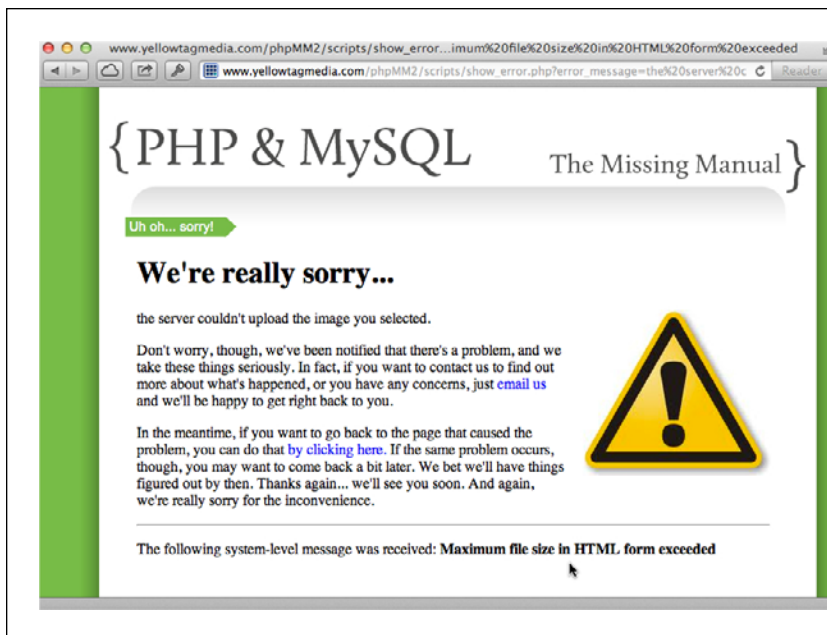 www.yellowtagmedia.com/phpMM2/scripts/show_error...imum%20file%20size%20in%20HTML%20form%20exceeded
www.yellowtagmedia.com/phpMM2/scripts/show_error.php?error_message=the%20server%20c
Reader
{PHP & MySQL
The Missing Manual}
Uh oh... sorry!
We're really sorry...
the server couldn't upload the image you selected.
Don't worry, though, we've been notified that there's a problem, and we
take these things seriously. In fact, if you want to contact us to find out
more about what's happened, or you have any concerns, just email us
and we'll be happy to get right back to you.
In the meantime, if you want to go back to the page that caused the
problem, you can do that by clicking here. If the same problem occurs,
though, you may want to come back a bit later. We bet we'll have things
figured out by then. Thanks again... we'll see you soon. And again,
we're really sorry for the inconvenience.
The following system-level message was received: Maximum file size in HTML form exceeded